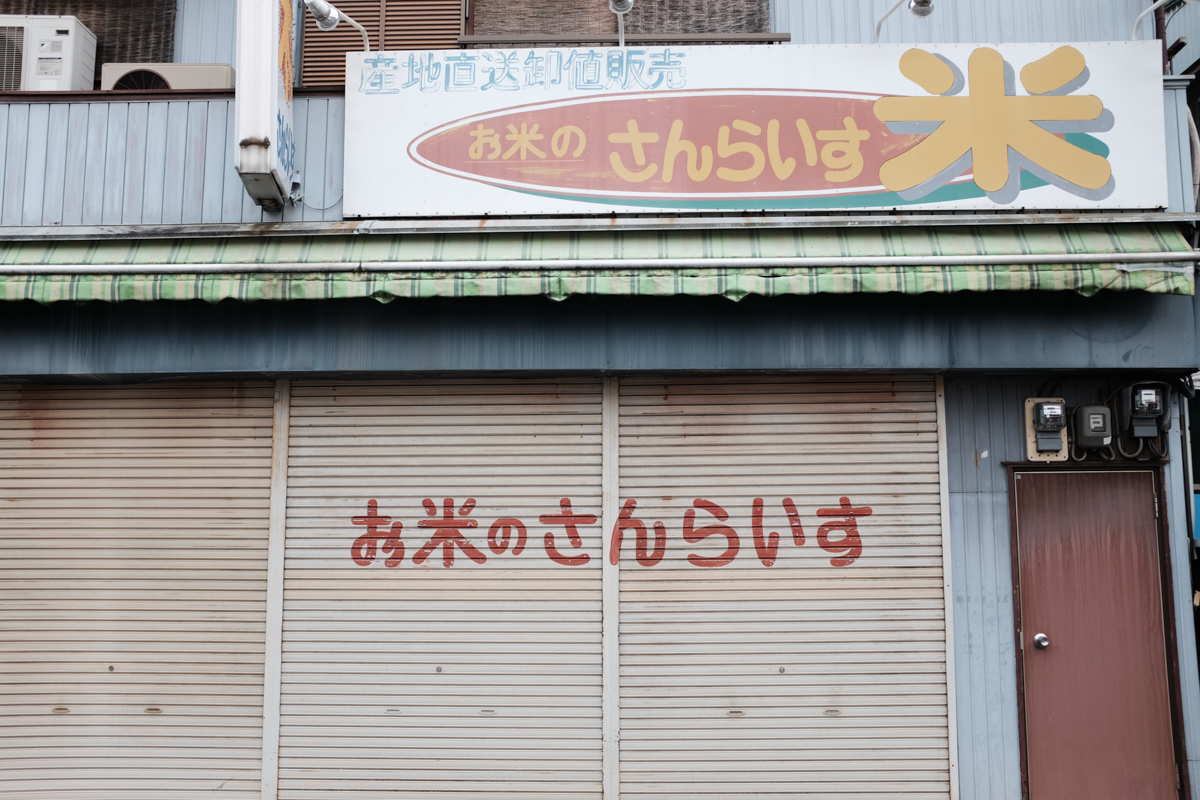 産地直送卸値販売
お米の さんらいす
米
お米のさんらいす